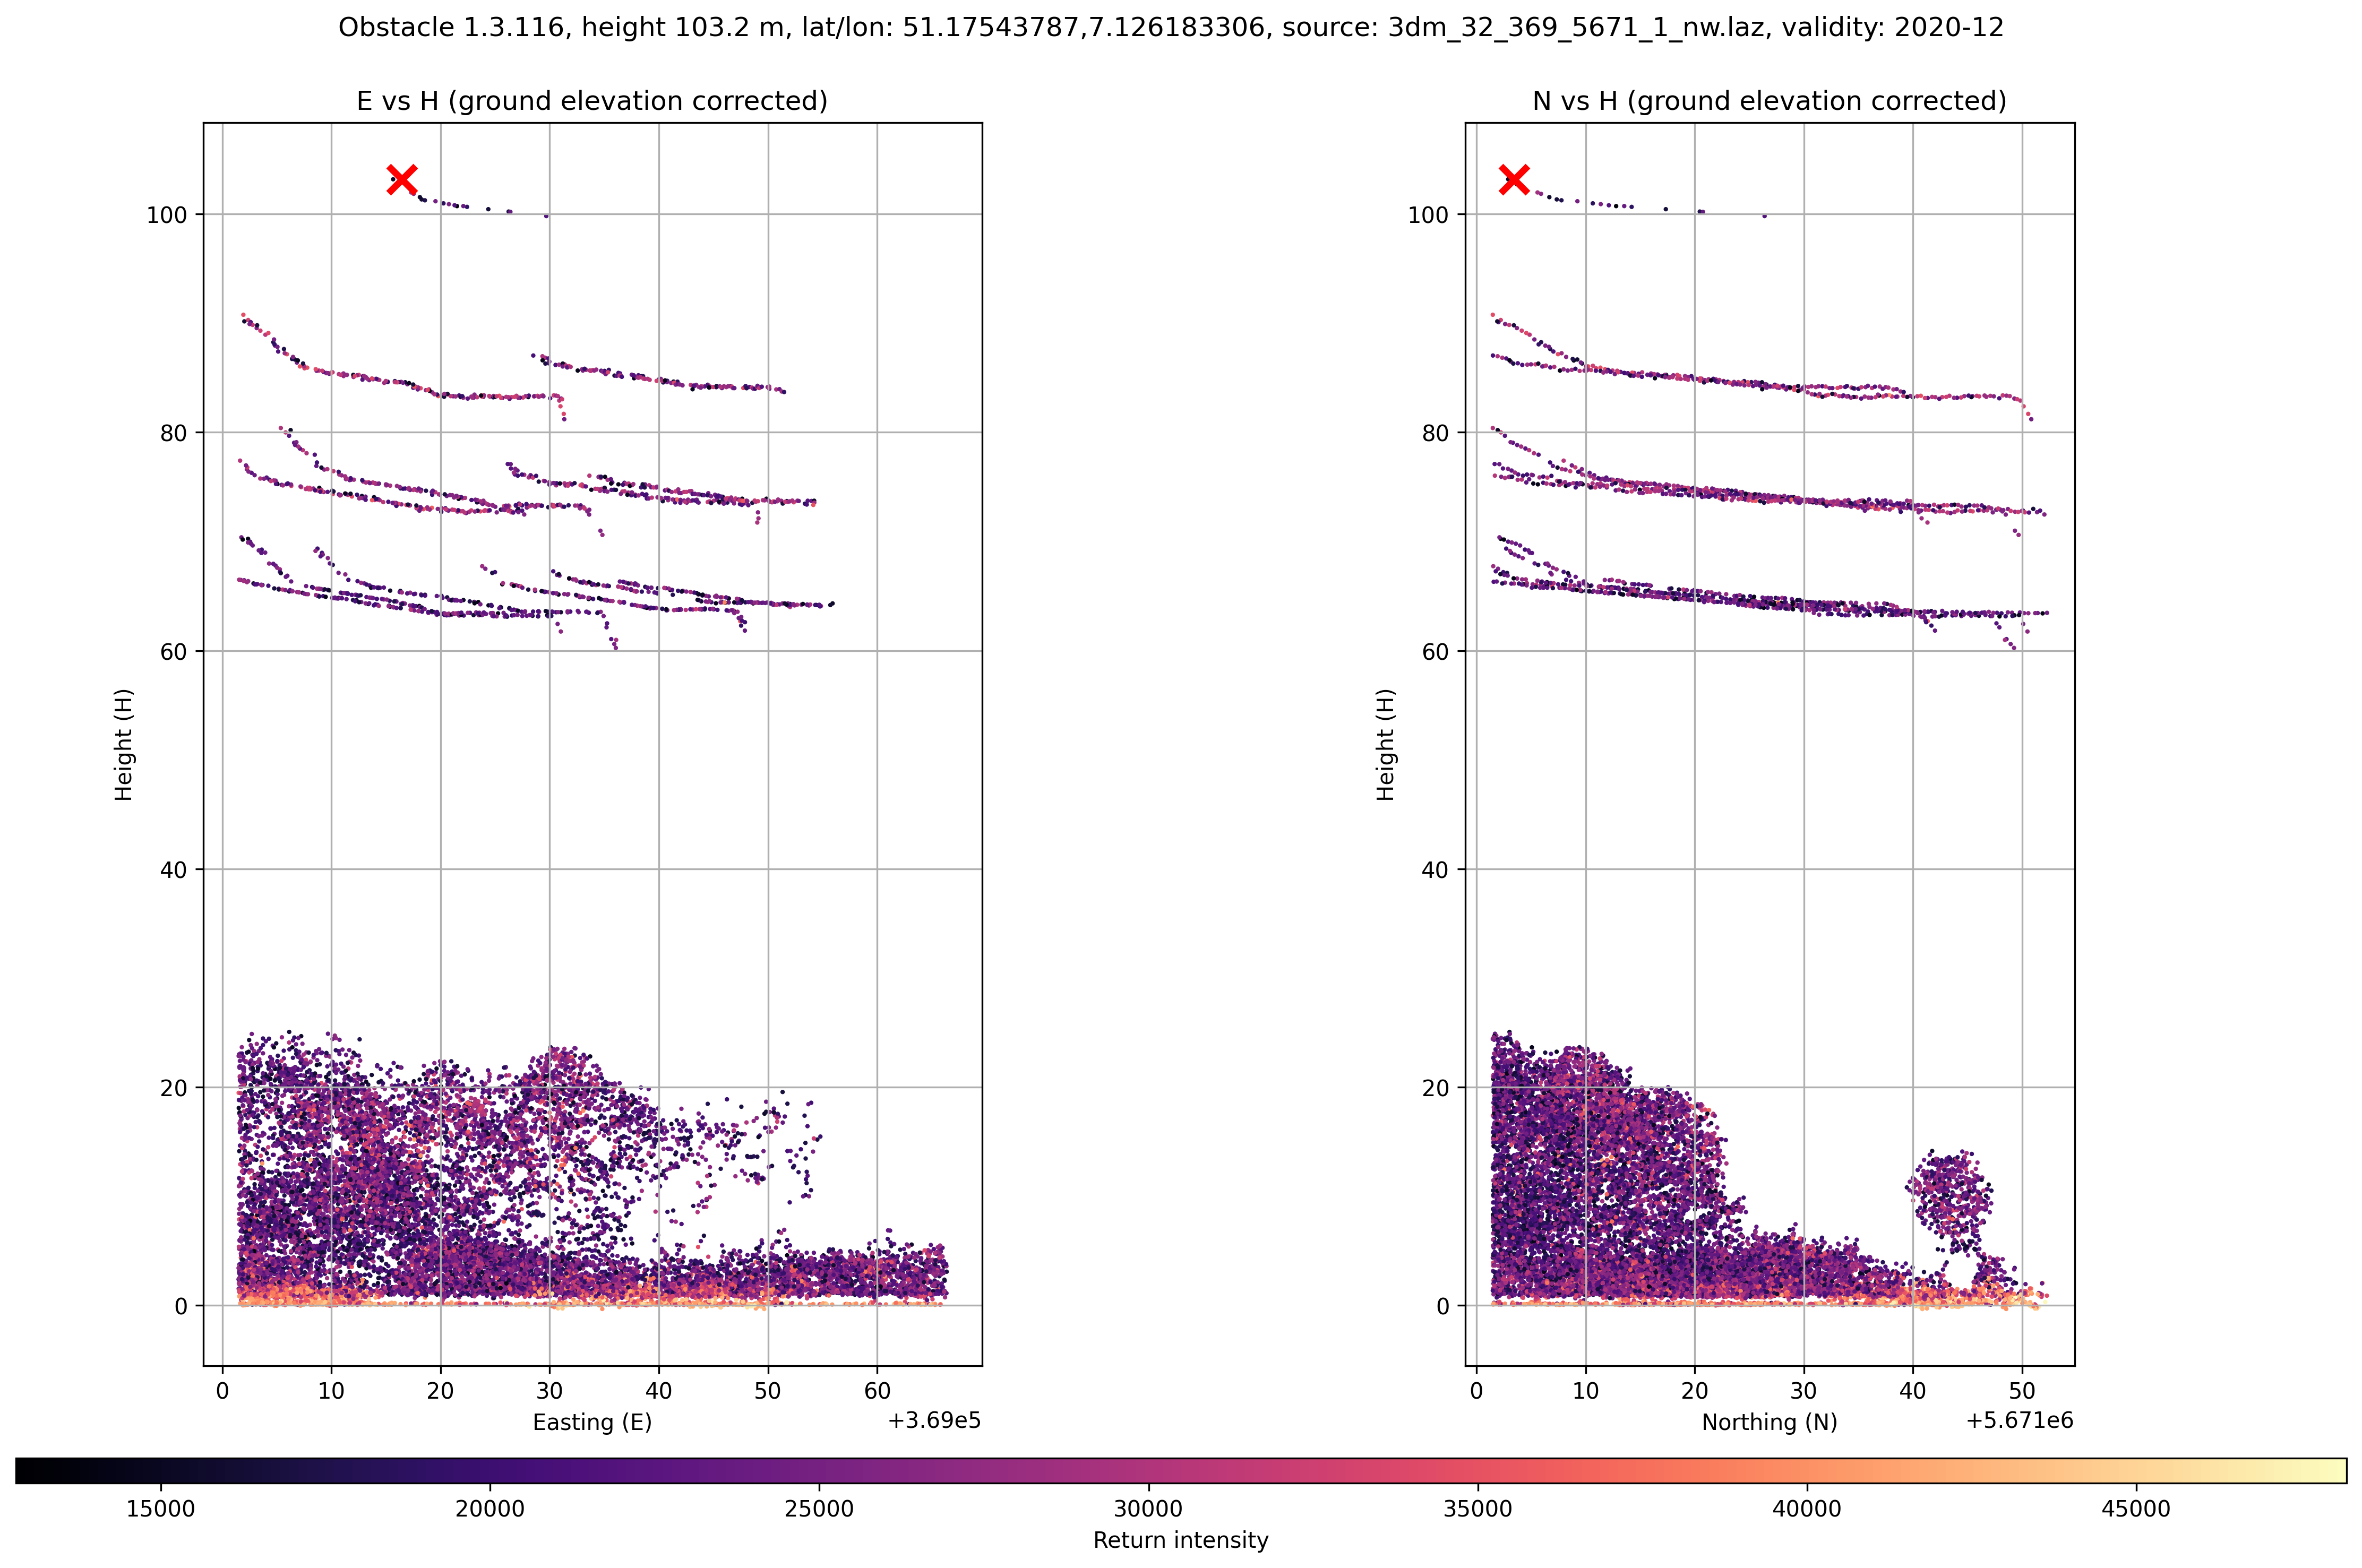 Obstacle 1.3.116, height 103.2 m, lat/lon: 51.17543787,7.126183306, source: 3dm_32_369_5671_1_nw.laz, validity: 2020-12
E vs H (ground elevation corrected)
100
80
60
40
20
0
Height (H)
0 10 20 30 40 50 60
Easting (E)
+3.69e5
N vs H (ground elevation corrected)
100
80
60
40
20
0
Height (H)
0 10 20 30 40 50
Northing (N)
+5.671e6
15000 20000 25000 30000 35000 40000 45000
Return intensity